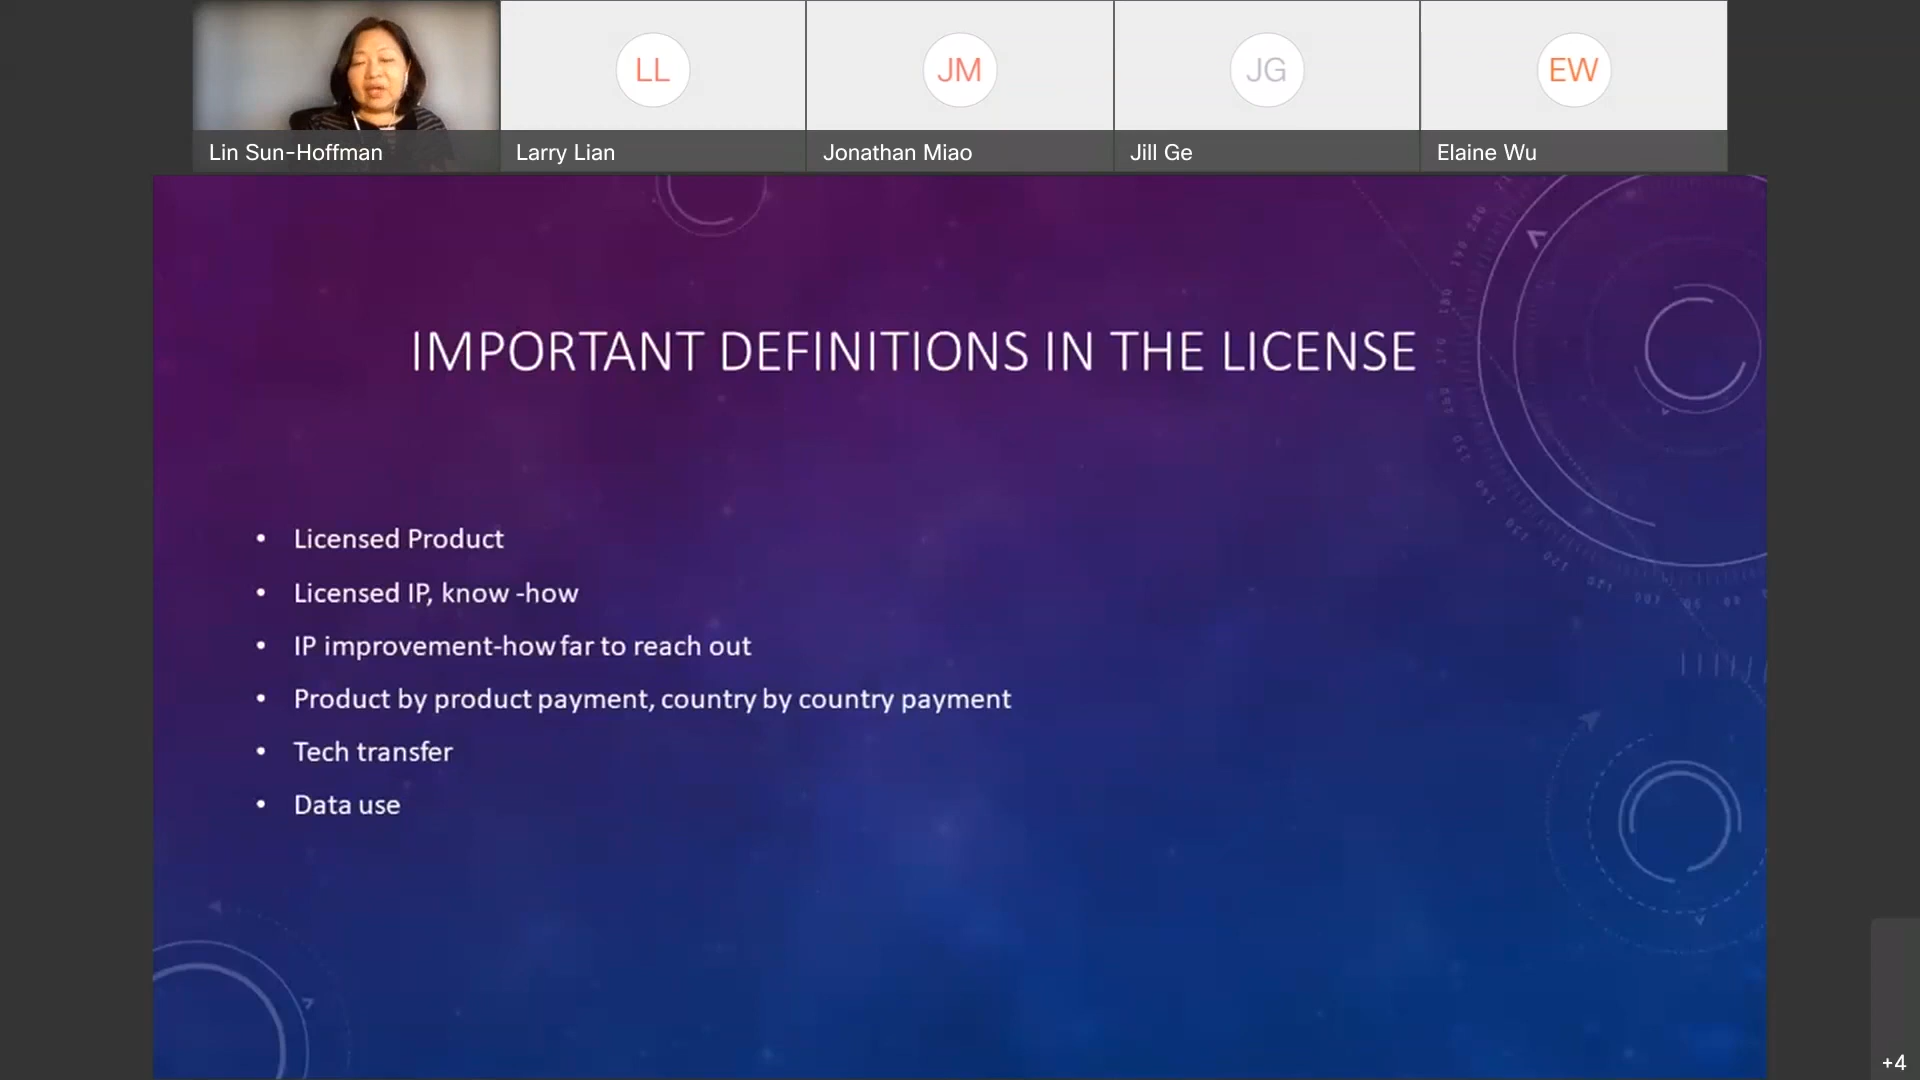 LL
JM
JG
EW
Lin Sun-Hoffman
Larry Lian
Jonathan Miao
Jill Ge
Elaine Wu
IMPORTANT DEFINITIONS IN THE LICENSE
• Licensed Product
• Licensed IP, know -how
• IP improvement-how far to reach out
• Product by product payment, country by country payment
• Tech transfer
• Data use
+4